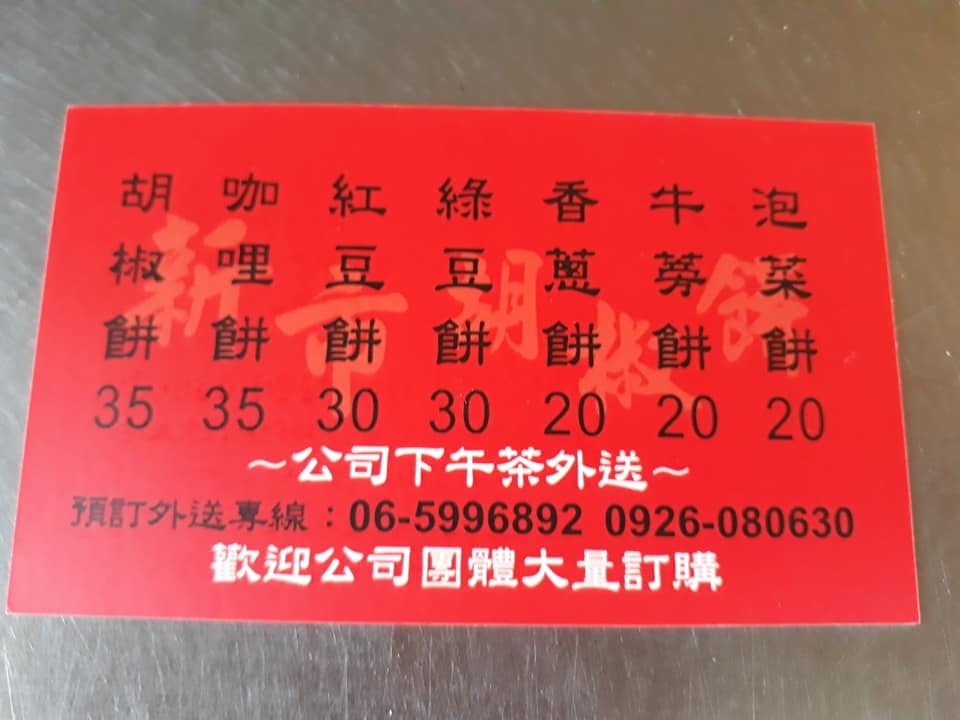 新市胡椒餅
胡椒餅 35
咖哩餅 35
紅豆餅 30
綠豆餅 30
香蔥餅 20
牛蒡餅 20
泡菜餅 20
～公司下午茶外送～
預訂外送專線：06-5996892 0926-080630
歡迎公司團體大量訂購